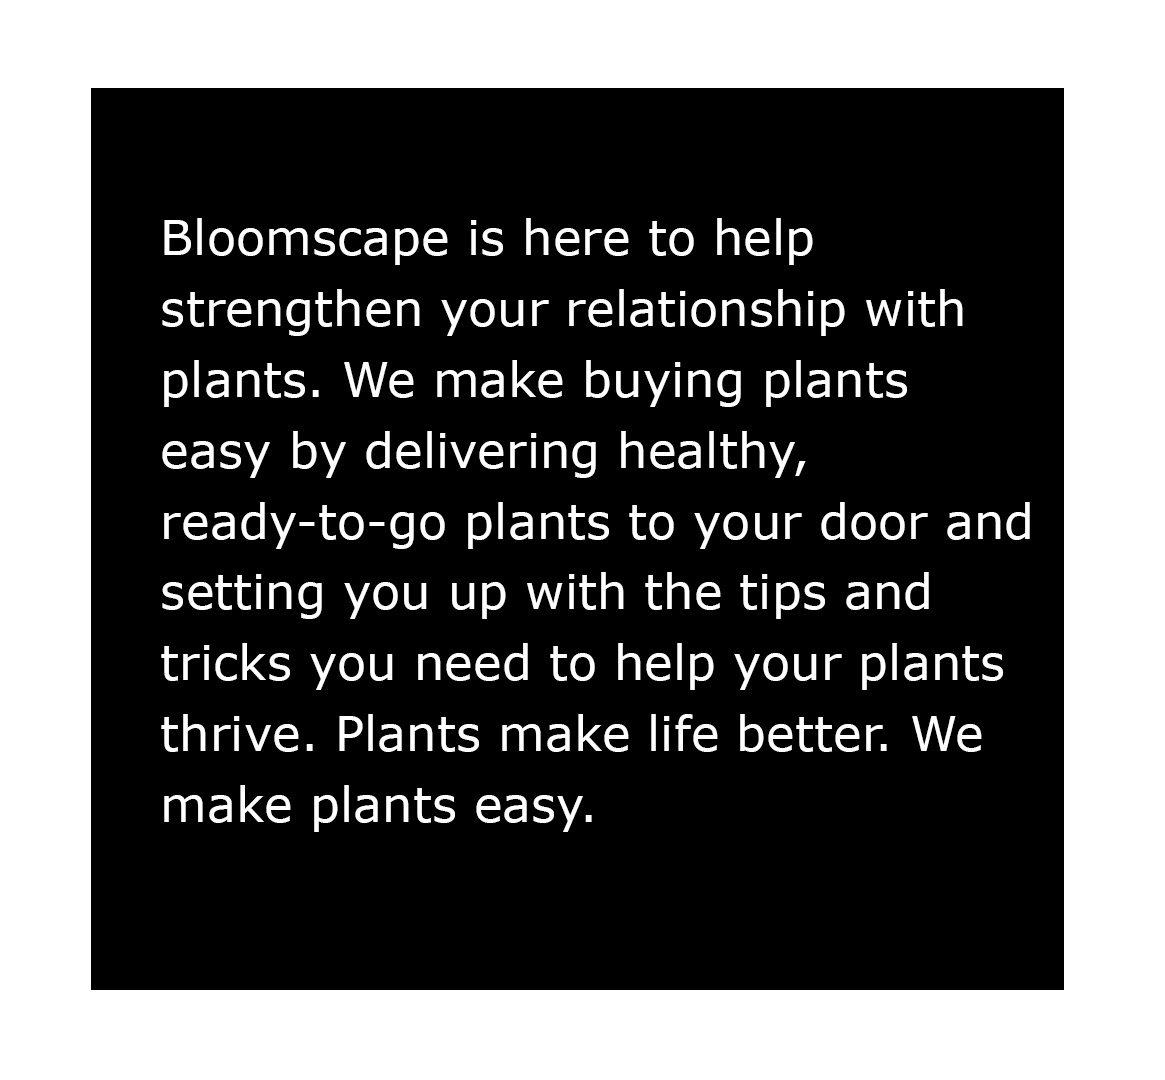 Bloomscape is here to help
strengthen your relationship with
plants. We make buying plants
easy by delivering healthy,
ready-to-go plants to your door and
setting you up with the tips and
tricks you need to help your plants
thrive. Plants make life better. We
make plants easy.